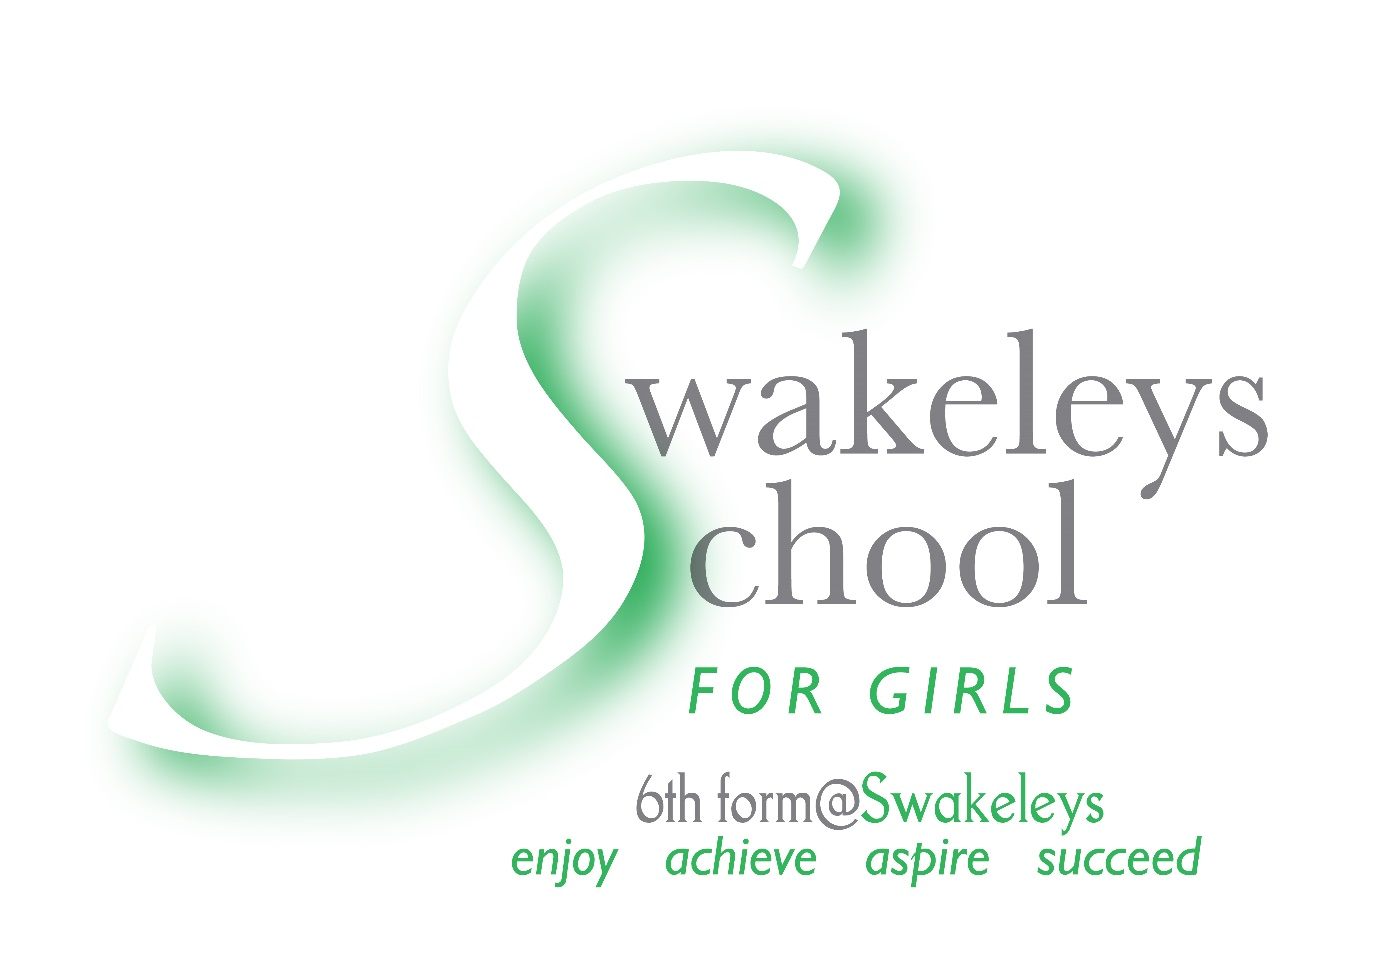 Swakeleys
School
FOR GIRLS
6th form@Swakeleys
enjoy achieve aspire succeed